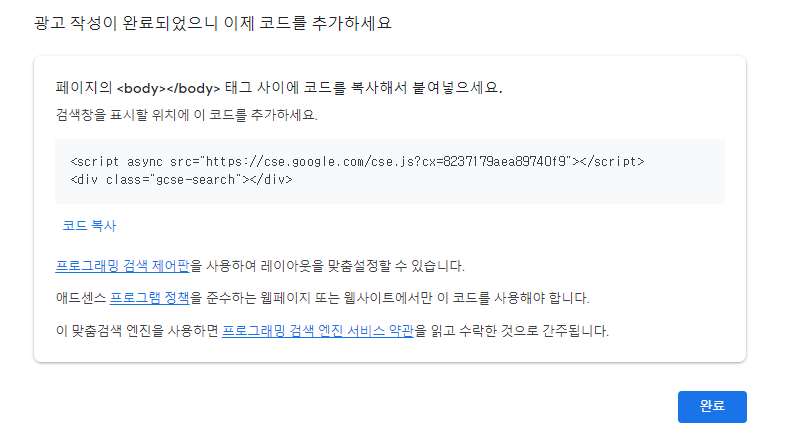 광고 작성이 완료되었으니 이제 코드를 추가하세요
페이지의 <body></body> 태그 사이에 코드를 복사해서 붙여넣으세요.
검색창을 표시할 위치에 이 코드를 추가하세요.
<script async src="https://cse.google.com/cse.js?cx=8237179aea89740f9"></script>
<div class="gcse-search"></div>
코드 복사
프로그래밍 검색 제어판을 사용하여 레이아웃을 맞춤설정할 수 있습니다.
애드센스 프로그램 정책을 준수하는 웹페이지 또는 웹사이트에서만 이 코드를 사용해야 합니다.
이 맞춤검색 엔진을 사용하면 프로그래밍 검색 엔진 서비스 약관을 읽고 수락한 것으로 간주됩니다.
완료